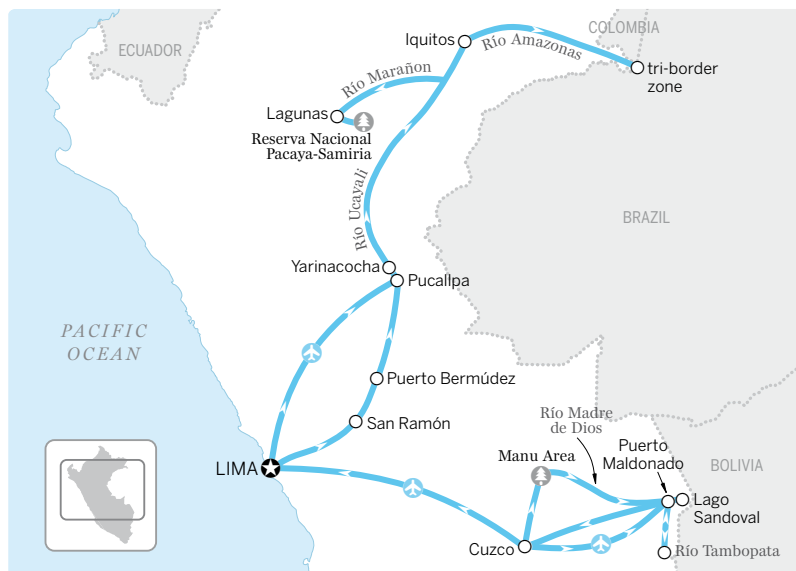 ECUADOR
COLOMBIA
Iquitos
Río Amazonas
tri-border
zone
Río Marañon
Lagunas
Reserva Nacional
Pacaya-Samiria
Río Ucayali
BRAZIL
Yarinacocha
Pucallpa
PACIFIC
OCEAN
Puerto Bermúdez
San Ramón
Río Madre
de Dios
Puerto
Maldonado
Manu Area
BOLIVIA
LIMA
Lago
Sandoval
Cuzco
Río Tambopata